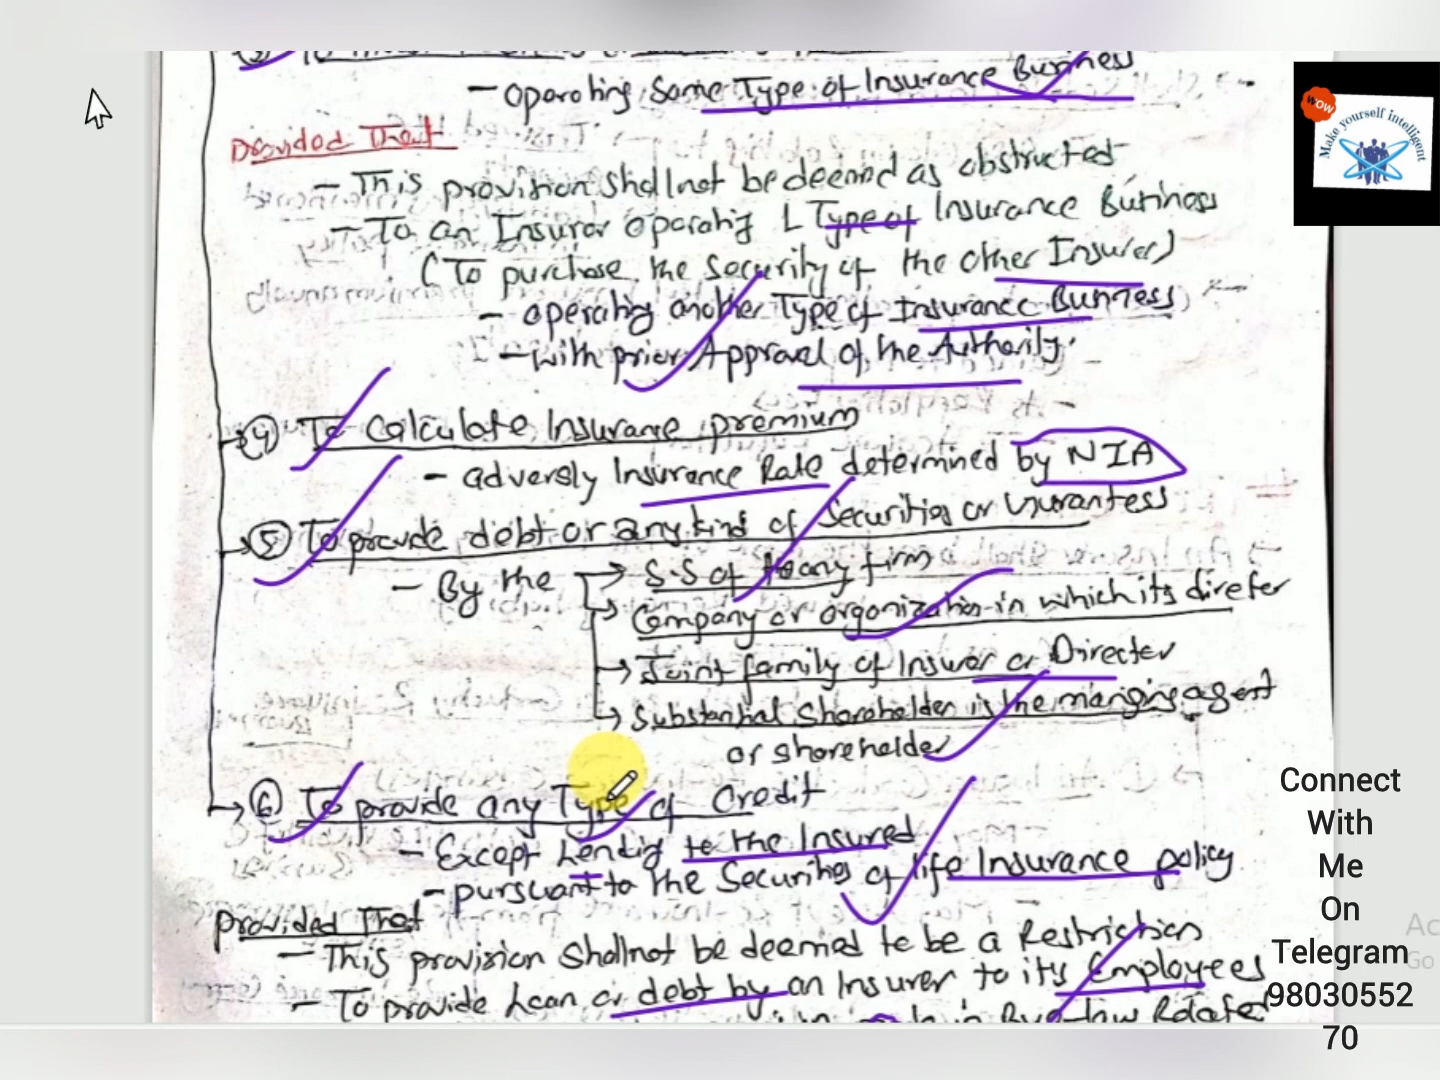 - Operating Same Type of Insurance Business
Provided That
- This provision shall not be deemed as obstructed
- To an Insurer Operating 1 Type of Insurance Business
( To purchase the Security of the other Insurer)
- operating another Type of Insurance Business
- with prior Approval of the Authority.
(4) To Calculate Insurance premium
- adversly Insurance Rate determined by NIA
(5) To provide debt or any kind of Securities or Gurantess
- By the → S.S of any firm
→ Company or organization in which its direter
→ Joint family of Insuror or Director
→ Substantial Shareholder is the manging agent
or shareholder
(6) To provide any Type of Credit
- Except Lending to the Insured
- pursuant to the Securities of life Insurance policy
Provided That
- This provision Shall not be deemed to be a Restriction
- To provide Loan or debt by an Insurer to its Employees
WOW
Make yourself intelligent
Connect
With
Me
On
Telegram
98030552
70
Ac
Go